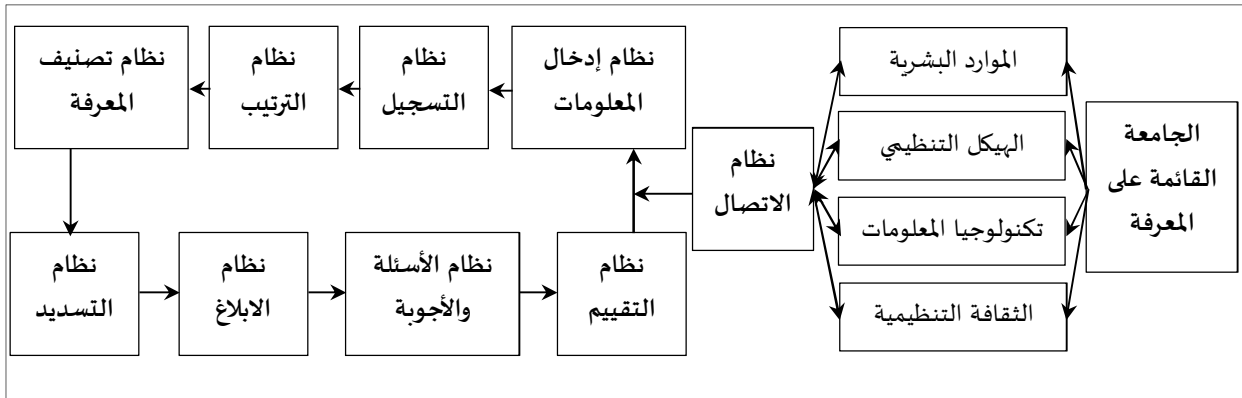 الجامعة
القائمة على
المعرفة
الموارد البشرية
الهيكل التنظيمي
تكنولوجيا المعلومات
الثقافة التنظيمية
نظام
الاتصال
نظام إدخال
المعلومات
نظام
التسجيل
نظام
الترتيب
نظام تصنيف
المعرفة
نظام
التسديد
نظام
الابلاغ
نظام الأسئلة
والأجوبة
نظام
التقييم